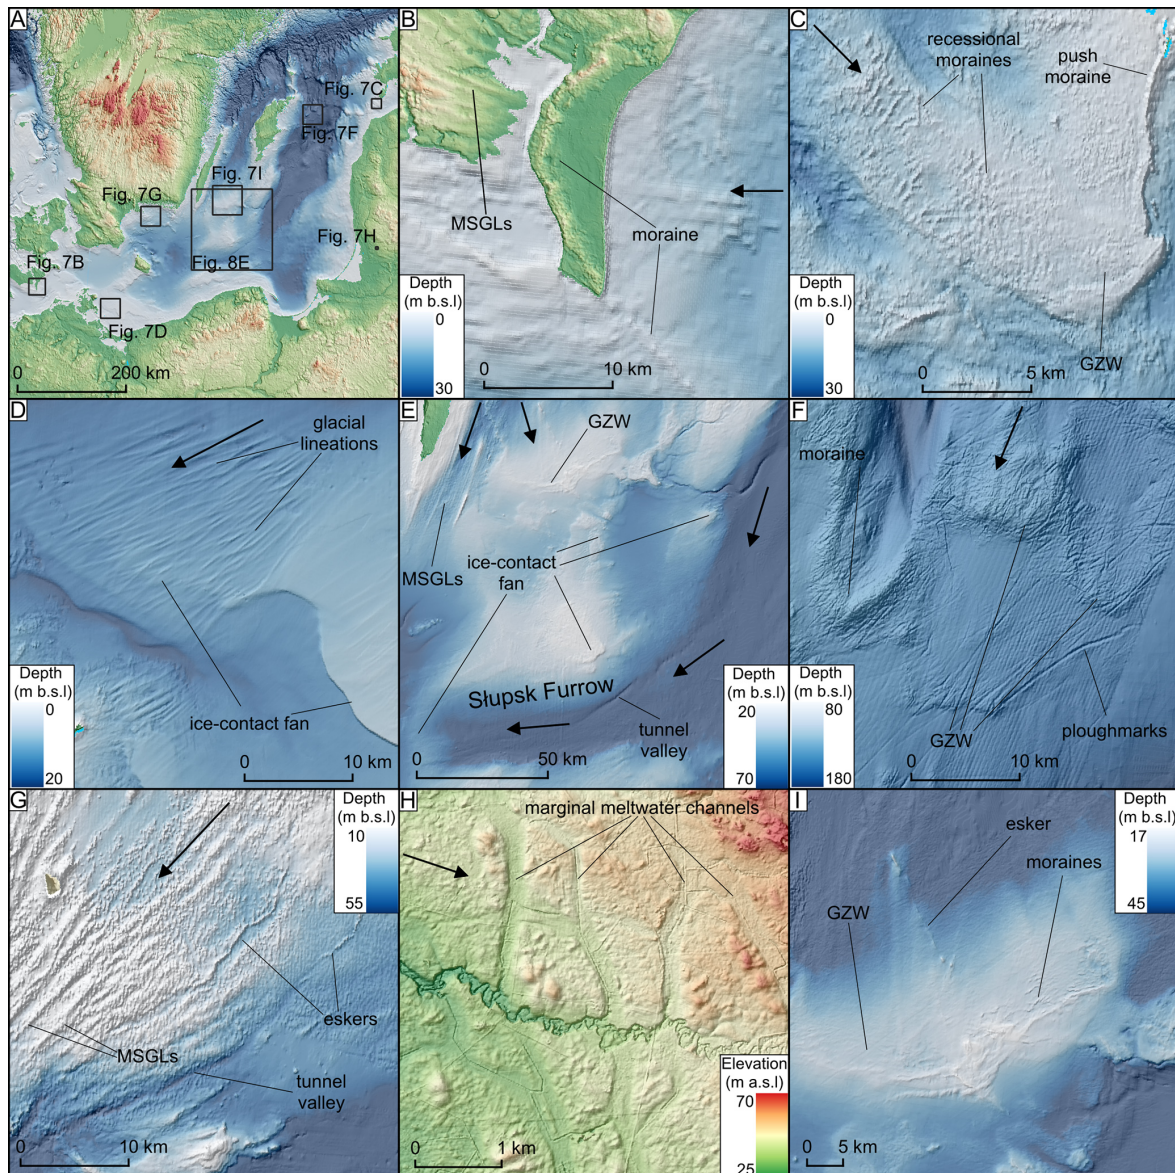 A
Fig. 7C
Fig. 7F
Fig. 7I
Fig. 7G
Fig. 7H
Fig. 7B
Fig. 8E
Fig. 7D
0
200 km
B
MSGLs
moraine
Depth
(m b.s.l)
0
30
0
10 km
C
recessional
moraines
push
moraine
Depth
(m b.s.l)
0
30
GZW
0
5 km
D
glacial
lineations
Depth
(m b.s.l)
0
20
ice-contact fan
0
10 km
E
GZW
MSGLs
ice-contact
fan
Słupsk Furrow
tunnel
valley
Depth
(m b.s.l)
20
70
0
50 km
F
moraine
Depth
(m b.s.l)
80
180
GZW
ploughmarks
0
10 km
G
Depth
(m b.s.l)
10
55
eskers
MSGLs
tunnel
valley
0
10 km
H
marginal meltwater channels
Elevation
(m a.s.l)
70
25
0
1 km
I
Depth
(m b.s.l)
17
45
esker
moraines
GZW
0
5 km